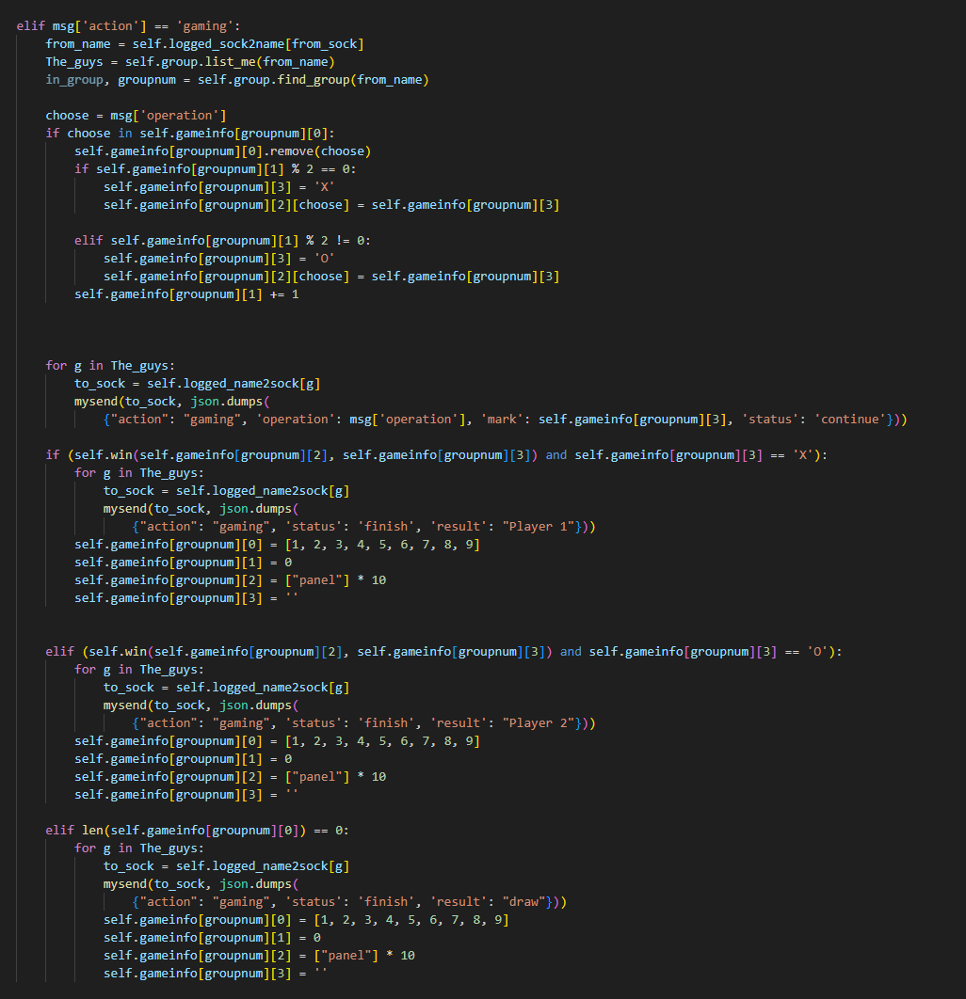 elif msg['action'] == 'gaming':
    from_name = self.logged_sock2name[from_sock]
    The_guys = self.group.list_me(from_name)
    in_group, groupnum = self.group.find_group(from_name)

    choose = msg['operation']
    if choose in self.gameinfo[groupnum][0]:
        self.gameinfo[groupnum][0].remove(choose)
        if self.gameinfo[groupnum][1] % 2 == 0:
            self.gameinfo[groupnum][3] = 'X'
            self.gameinfo[groupnum][2][choose] = self.gameinfo[groupnum][3]

        elif self.gameinfo[groupnum][1] % 2 != 0:
            self.gameinfo[groupnum][3] = 'O'
            self.gameinfo[groupnum][2][choose] = self.gameinfo[groupnum][3]
        self.gameinfo[groupnum][1] += 1

    for g in The_guys:
        to_sock = self.logged_name2sock[g]
        mysend(to_sock, json.dumps(
            {"action": "gaming", 'operation': msg['operation'], 'mark': self.gameinfo[groupnum][3], 'status': 'continue'}))

    if (self.win(self.gameinfo[groupnum][2], self.gameinfo[groupnum][3]) and self.gameinfo[groupnum][3] == 'X'):
        for g in The_guys:
            to_sock = self.logged_name2sock[g]
            mysend(to_sock, json.dumps(
                {"action": "gaming", 'status': 'finish', 'result': "Player 1"}))
        self.gameinfo[groupnum][0] = [1, 2, 3, 4, 5, 6, 7, 8, 9]
        self.gameinfo[groupnum][1] = 0
        self.gameinfo[groupnum][2] = ["panel"] * 10
        self.gameinfo[groupnum][3] = ''

    elif (self.win(self.gameinfo[groupnum][2], self.gameinfo[groupnum][3]) and self.gameinfo[groupnum][3] == 'O'):
        for g in The_guys:
            to_sock = self.logged_name2sock[g]
            mysend(to_sock, json.dumps(
                {"action": "gaming", 'status': 'finish', 'result': "Player 2"}))
        self.gameinfo[groupnum][0] = [1, 2, 3, 4, 5, 6, 7, 8, 9]
        self.gameinfo[groupnum][1] = 0
        self.gameinfo[groupnum][2] = ["panel"] * 10
        self.gameinfo[groupnum][3] = ''

    elif len(self.gameinfo[groupnum][0]) == 0:
        for g in The_guys:
            to_sock = self.logged_name2sock[g]
            mysend(to_sock, json.dumps(
                {"action": "gaming", 'status': 'finish', 'result': "draw"}))
            self.gameinfo[groupnum][0] = [1, 2, 3, 4, 5, 6, 7, 8, 9]
            self.gameinfo[groupnum][1] = 0
            self.gameinfo[groupnum][2] = ["panel"] * 10
            self.gameinfo[groupnum][3] = ''